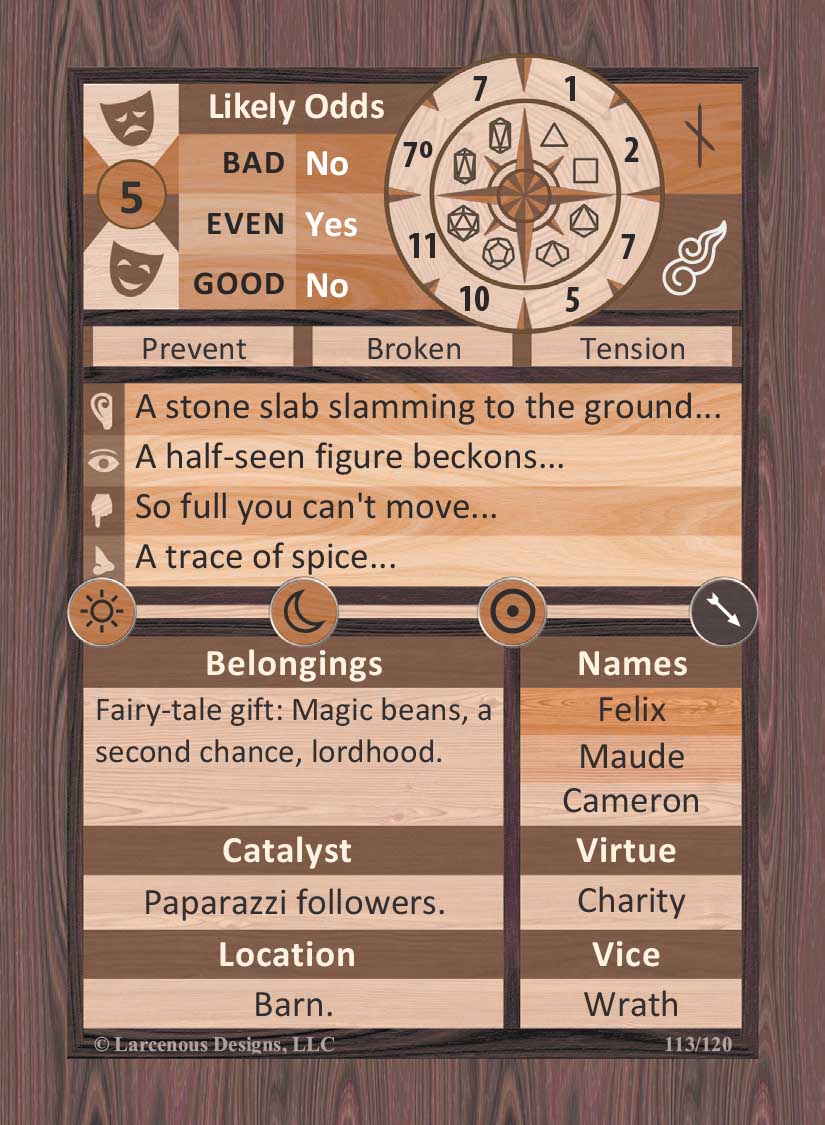 Likely Odds
5
BAD No
EVEN Yes
GOOD No
7 1
7⁰ 2
11 7
10 5
Prevent Broken Tension
A stone slab slamming to the ground...
A half-seen figure beckons...
So full you can't move...
A trace of spice...
Belongings
Fairy-tale gift: Magic beans, a
second chance, lordhood.
Names
Felix
Maude
Cameron
Catalyst
Paparazzi followers.
Virtue
Charity
Location
Barn.
Vice
Wrath
© Larcenous Designs, LLC
113/120